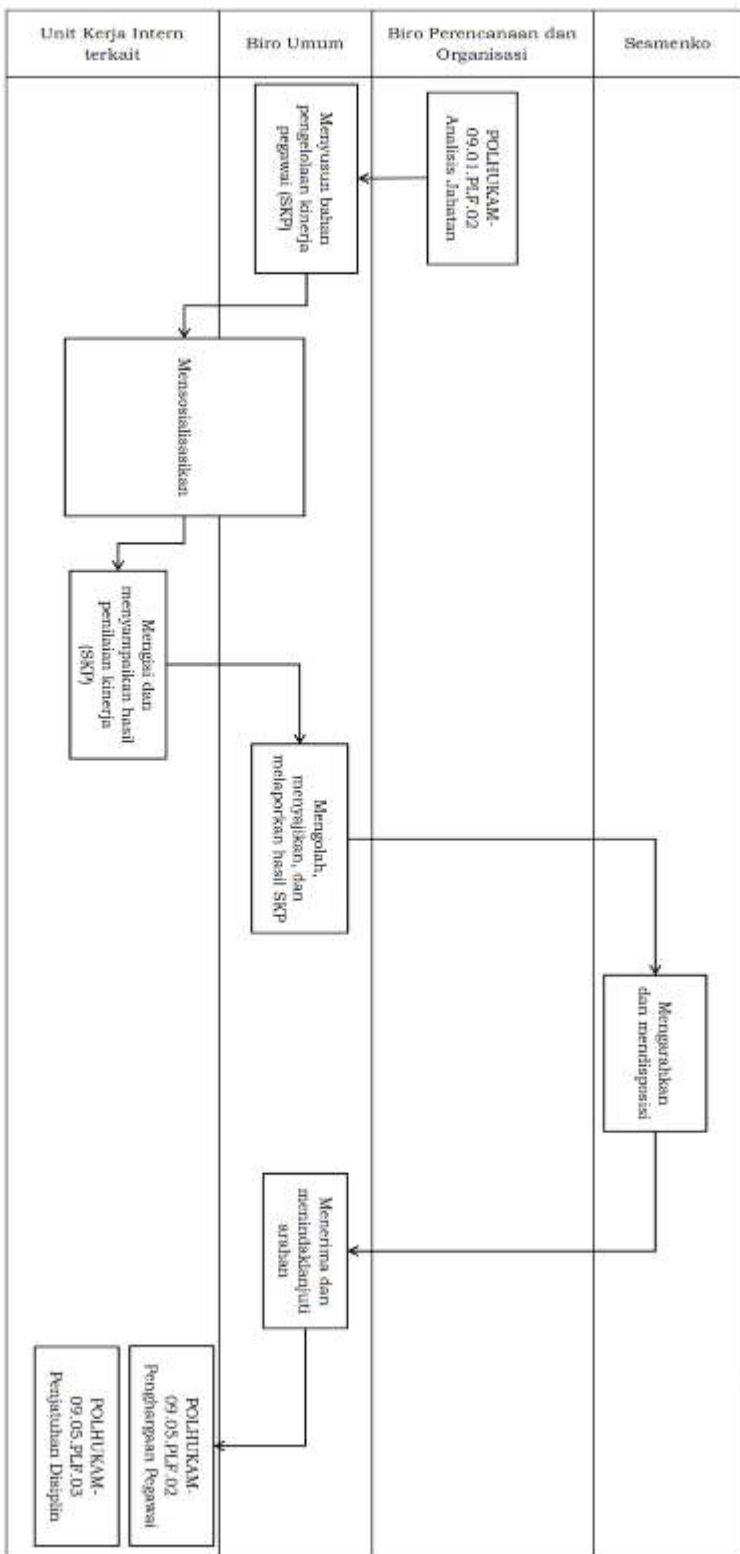 Unit Kerja Intern
terkait
Biro Umum
Biro Perencanaan dan
Organisasi
Sesmenko
POLHUKAM-
09.01.PLF.02
Analisis Jabatan
Menyusun bahan
pengelolaan kinerja
pegawai (SKP)
Mensosialisasikan
Mengisi dan
menyampaikan hasil
penilaian kinerja
(SKP)
Mengolah,
menyajikan, dan
melaporkan hasil SKP
Mengarahkan
dan mendisposisi
Menerima dan
menindaklanjuti
arahan
POLHUKAM-
09.05.PLF.02
Penghargaan Pegawai
POLHUKAM-
09.05.PLF.03
Penjatuhan Disiplin